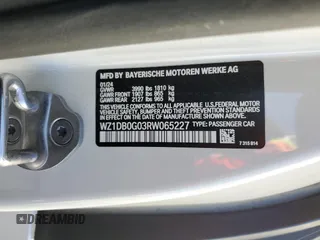 MFD BY BAYERISCHE MOTOREN WERKE AG
01/24
GVWR 3990 lbs 1810 kg
GAWR FRONT 1907 lbs 865 kg
GAWR REAR 2127 lbs 965 kg
THIS VEHICLE CONFORMS TO ALL APPLICABLE U.S. FEDERAL MOTOR
VEHICLE SAFETY, BUMPER, AND THEFT PREVENTION STANDARDS
IN EFFECT ON THE DATE OF MANUFACTURE SHOWN ABOVE.
WZ1DB0G03RW065227 TYPE: PASSENGER CAR
7 315 814
DREAMBID